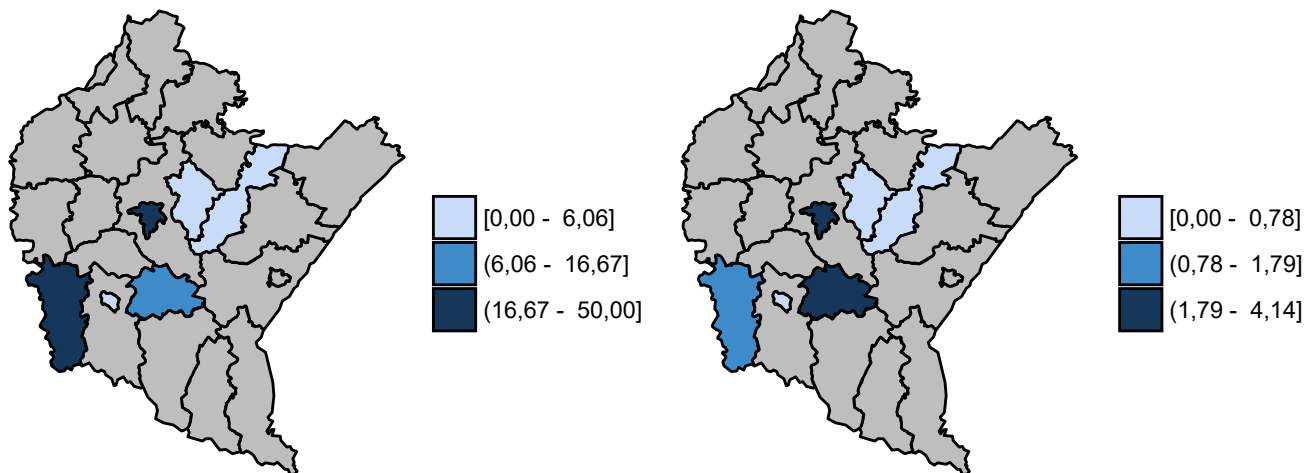 [0,00 - 6,06]
(6,06 - 16,67]
(16,67 - 50,00]
[0,00 - 0,78]
(0,78 - 1,79]
(1,79 - 4,14]